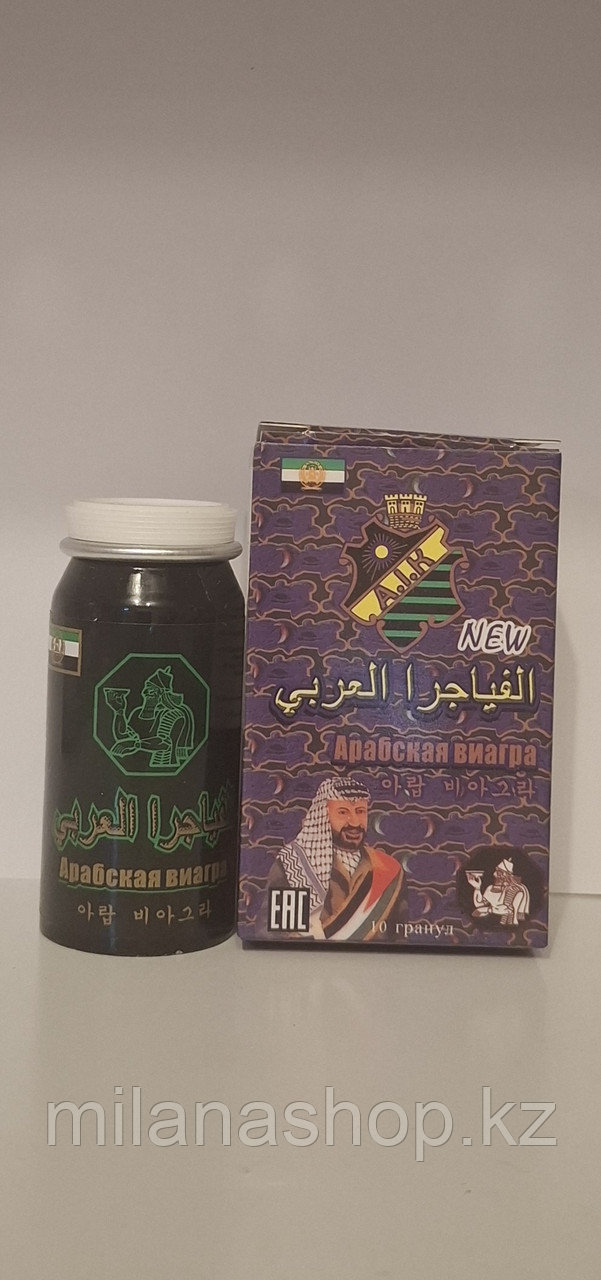 A.I.K
NEW
الفياجرا العربي
Арабская виагра
아랍 비아그라
EAC
10 гранул
الفياجرا العربي
Арабская виагра
아랍 비아그라
milanashop.kz